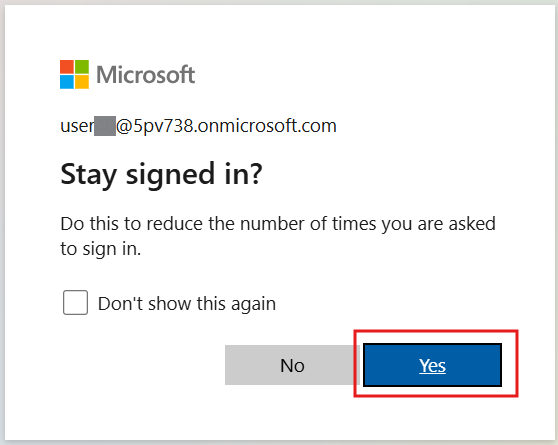 Microsoft
user@5pv738.onmicrosoft.com
Stay signed in?
Do this to reduce the number of times you are asked
to sign in.
Don't show this again
No
Yes